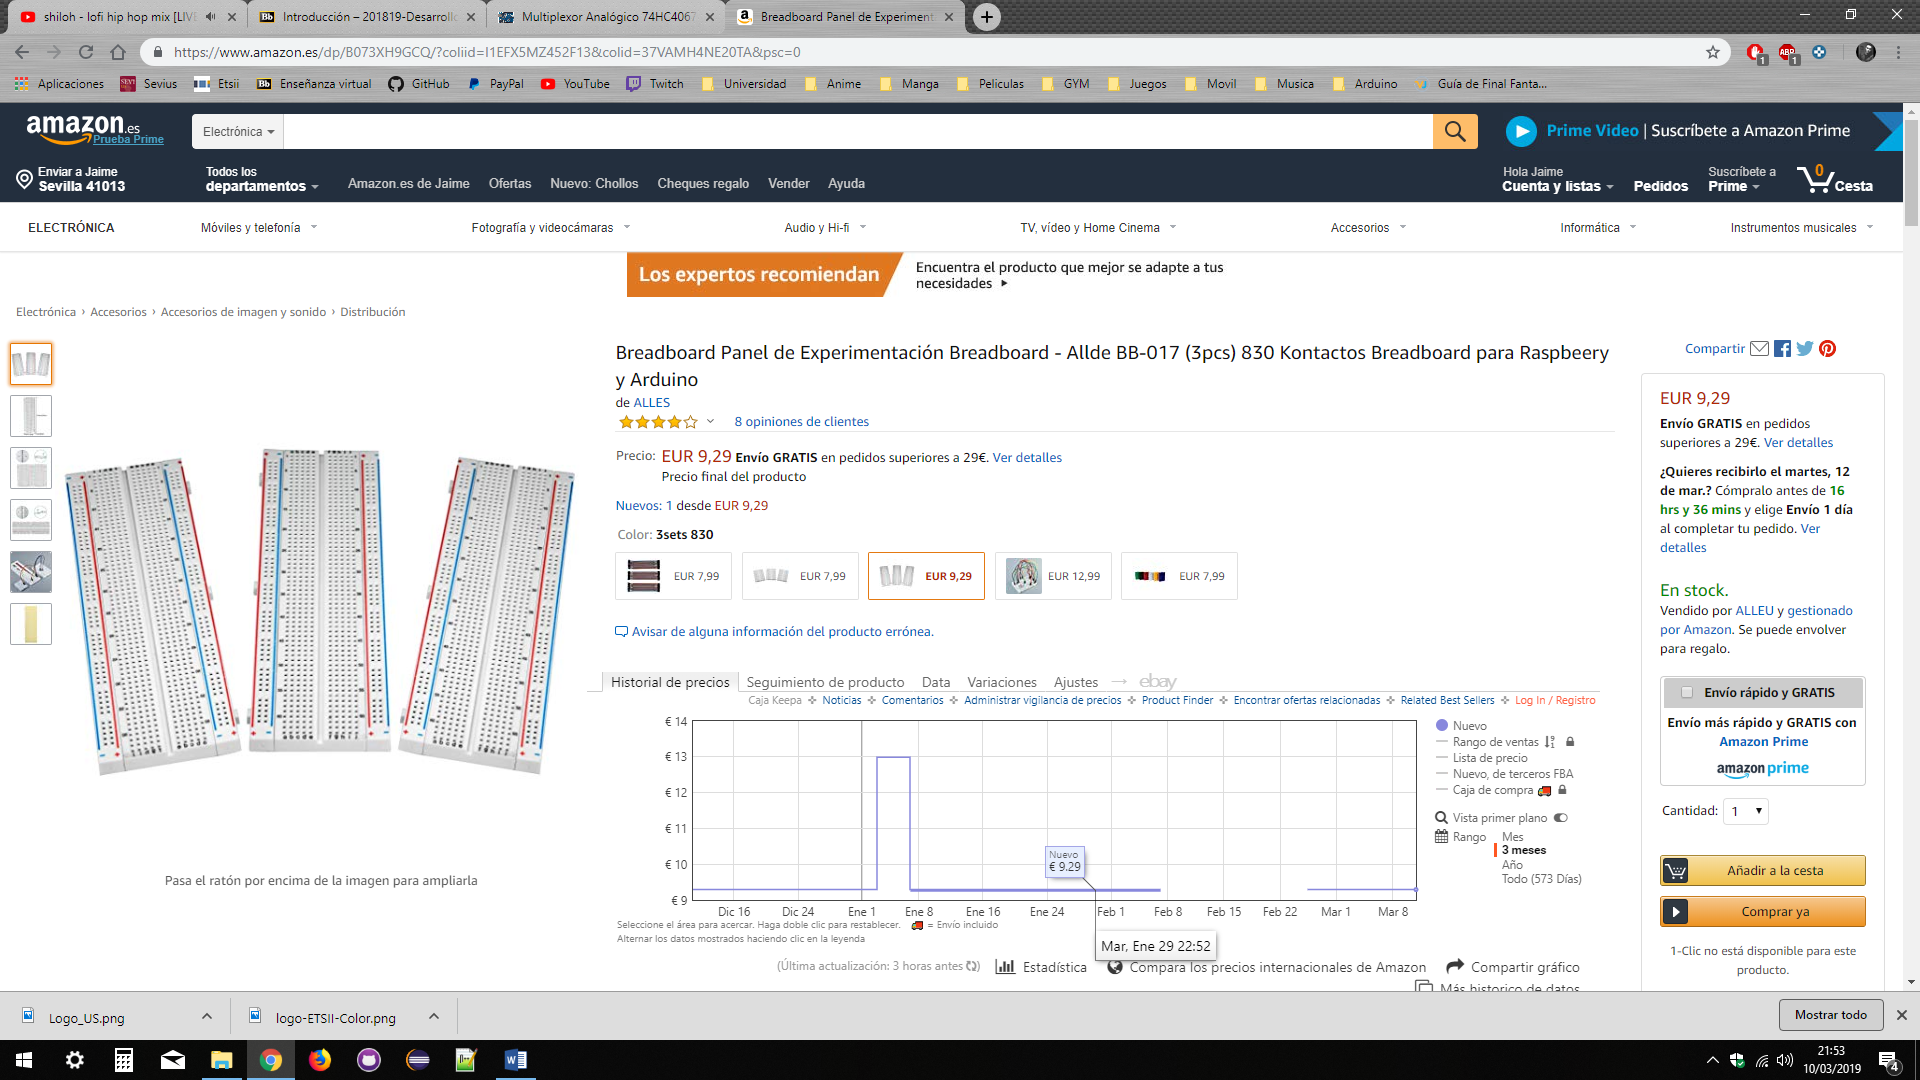 shiloh - lofi hip hop mix [LIVE
Introducción – 201819-Desarrollo
Multiplexor Analógico 74HC4067
Breadboard Panel de Experiment
https://www.amazon.es/dp/B073XH9GCQ/?coliid=I1EFX5MZ452F13&colid=37VAMH4NE20TA&psc=0
Aplicaciones Sevius Etsii Enseñanza virtual GitHub PayPal YouTube Twitch Universidad Anime Manga Peliculas GYM Juegos Movil Musica Arduino Guía de Final Fanta...
amazon.es
Prueba Prime
Electrónica
Prime Video | Suscríbete a Amazon Prime
Enviar a Jaime
Sevilla 41013
Todos los
departamentos
Amazon.es de Jaime Ofertas Nuevo: Chollos Cheques regalo Vender Ayuda
Hola Jaime
Cuenta y listas
Pedidos
Suscríbete a
Prime
0
Cesta
ELECTRÓNICA Móviles y telefonía Fotografía y videocámaras Audio y Hi-fi TV, vídeo y Home Cinema Accesorios Informática Instrumentos musicales
Los expertos recomiendan
Encuentra el producto que mejor se adapte a tus
necesidades ▸
Electrónica › Accesorios › Accesorios de imagen y sonido › Distribución
Pasa el ratón por encima de la imagen para ampliarla
Breadboard Panel de Experimentación Breadboard - Allde BB-017 (3pcs) 830 Kontactos Breadboard para Raspbeery
y Arduino
de ALLES
8 opiniones de clientes
Precio: EUR 9,29 Envío GRATIS en pedidos superiores a 29€. Ver detalles
Precio final del producto
Nuevos: 1 desde EUR 9,29
Color: 3sets 830
EUR 7,99 EUR 7,99 EUR 9,29 EUR 12,99 EUR 7,99
Avisar de alguna información del producto errónea.
Historial de precios Seguimiento de producto Data Variaciones Ajustes → ebay
Caja Keepa Noticias Comentarios Administrar vigilancia de precios Product Finder Encontrar ofertas relacionadas Related Best Sellers Log In / Registro
€ 14
€ 13
€ 12
€ 11
€ 10
€ 9
Nuevo
€ 9.29
Dic 16 Dic 24 Ene 1 Ene 8 Ene 16 Ene 24 Feb 1 Feb 8 Feb 15 Feb 22 Mar 1 Mar 8
Mar, Ene 29 22:52
Nuevo
Rango de ventas
Lista de precio
Nuevo, de terceros FBA
Caja de compra
Vista primer plano
Rango
Mes
3 meses
Año
Todo (573 Días)
Seleccione el área para acercar. Haga doble clic para restablecer. = Envío incluido
Alternar los datos mostrados haciendo clic en la leyenda
(Última actualización: 3 horas antes) Estadística Compara los precios internacionales de Amazon Compartir gráfico
Más historico de datos
Compartir
EUR 9,29
Envío GRATIS en pedidos
superiores a 29€. Ver detalles
¿Quieres recibirlo el martes, 12
de mar.? Cómpralo antes de 16
hrs y 36 mins y elige Envío 1 día
al completar tu pedido. Ver
detalles
En stock.
Vendido por ALLEU y gestionado
por Amazon. Se puede envolver
para regalo.
Envío rápido y GRATIS
Envío más rápido y GRATIS con
Amazon Prime
amazon prime
Cantidad: 1
Añadir a la cesta
Comprar ya
1-Clic no está disponible para este
producto.
Logo_US.png
logo-ETSII-Color.png
Mostrar todo
21:53
10/03/2019
4